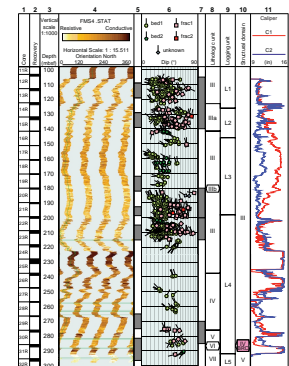 1 2 3 4 5 6 7 8 9 10 11
Core
Recovery
Vertical scale 1:1000
Depth (mbsf)
FMS4 .STAT
Resistive Conductive
Horizontal Scale: 1 : 15.511
Orientation North
0 120 240 360
bed1 frac1
bed2 frac2
unknown
Dip (°)
0 90
Lithologic unit
Logging unit
Structural domain
Caliper
C1
C2
9 (in) 16
11R
12R
13R
14R
15R
16R
17R
18R
19R
20R
21R
22R
23R
24R
25R
26R
27R
28R
29R
30R
31R
32R
100
110
120
130
140
150
160
170
180
190
200
210
220
230
240
250
260
270
280
290
300
III
IIIa
III
IIIb
III
IV
V
VI
VII
L1
L2
L3
L4
L5
III
IV
V